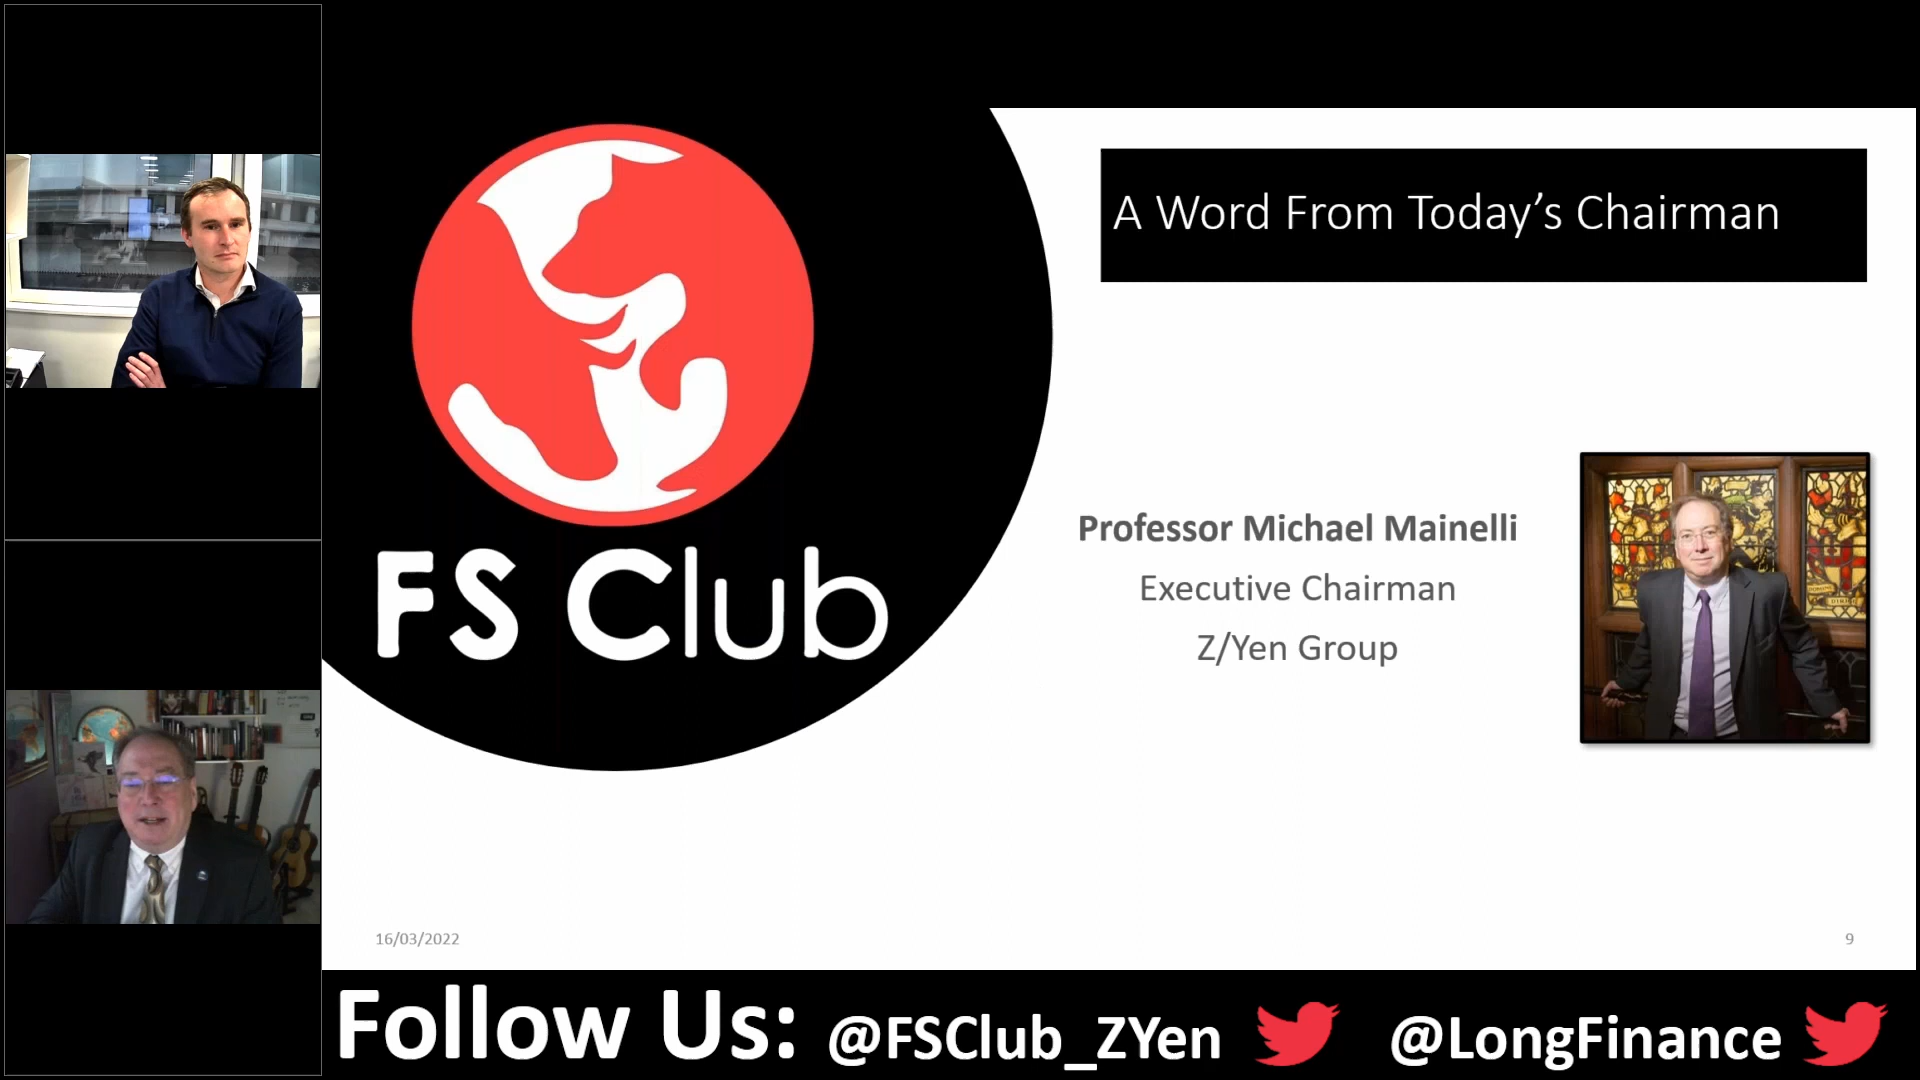 A Word From Today’s Chairman
FS Club
Professor Michael Mainelli
Executive Chairman
Z/Yen Group
16/03/2022
9
Follow Us: @FSClub_ZYen @LongFinance